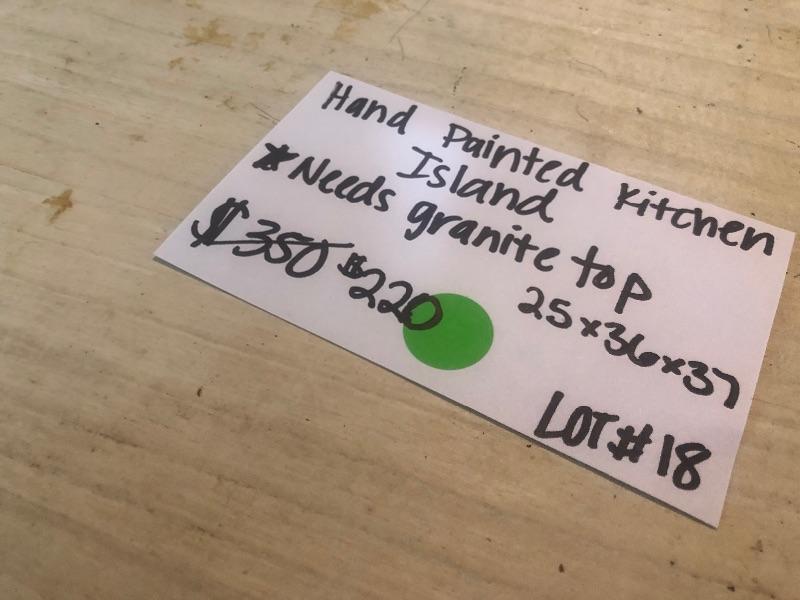 Hand Painted Kitchen
Island
*Needs granite top
$350 $220
25x36x37
LOT#18